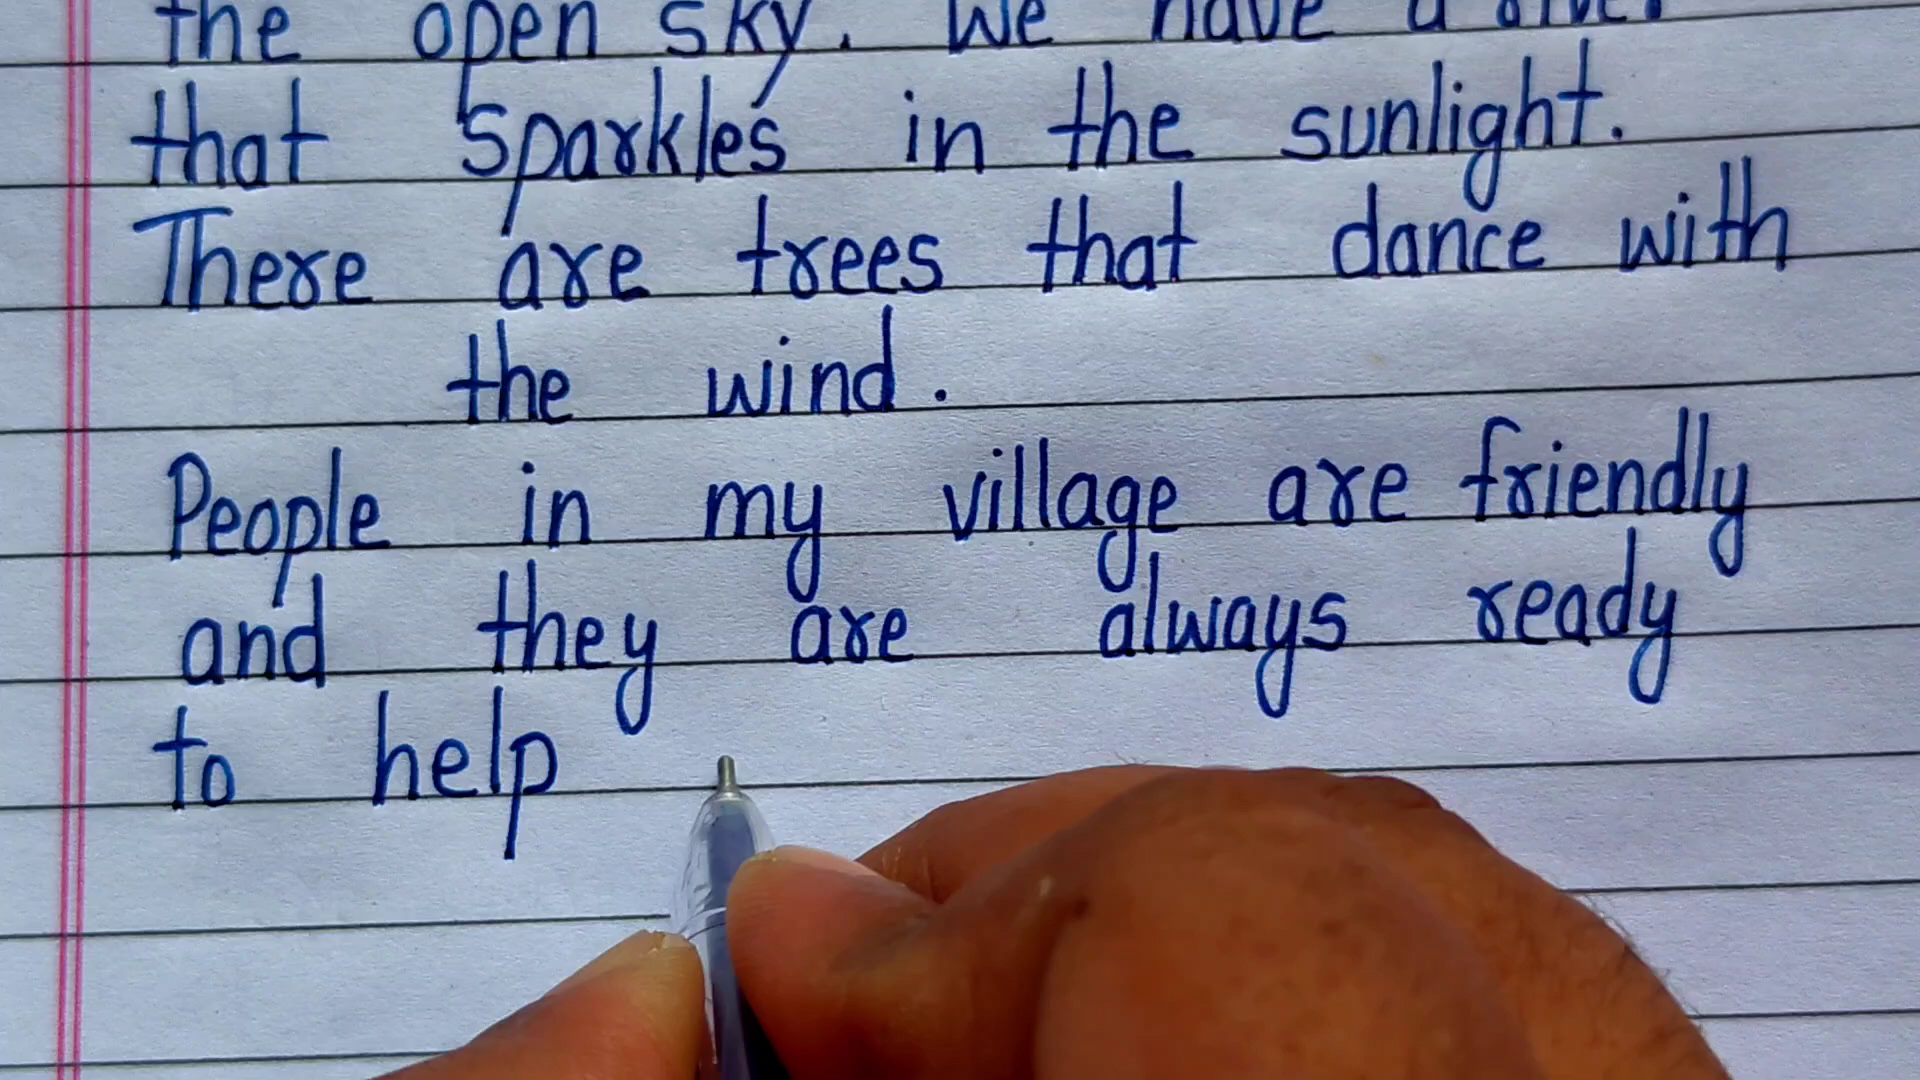 the open sky. We have a river
that sparkles in the sunlight.
There are trees that dance with
the wind.
People in my village are friendly
and they are always ready
to help